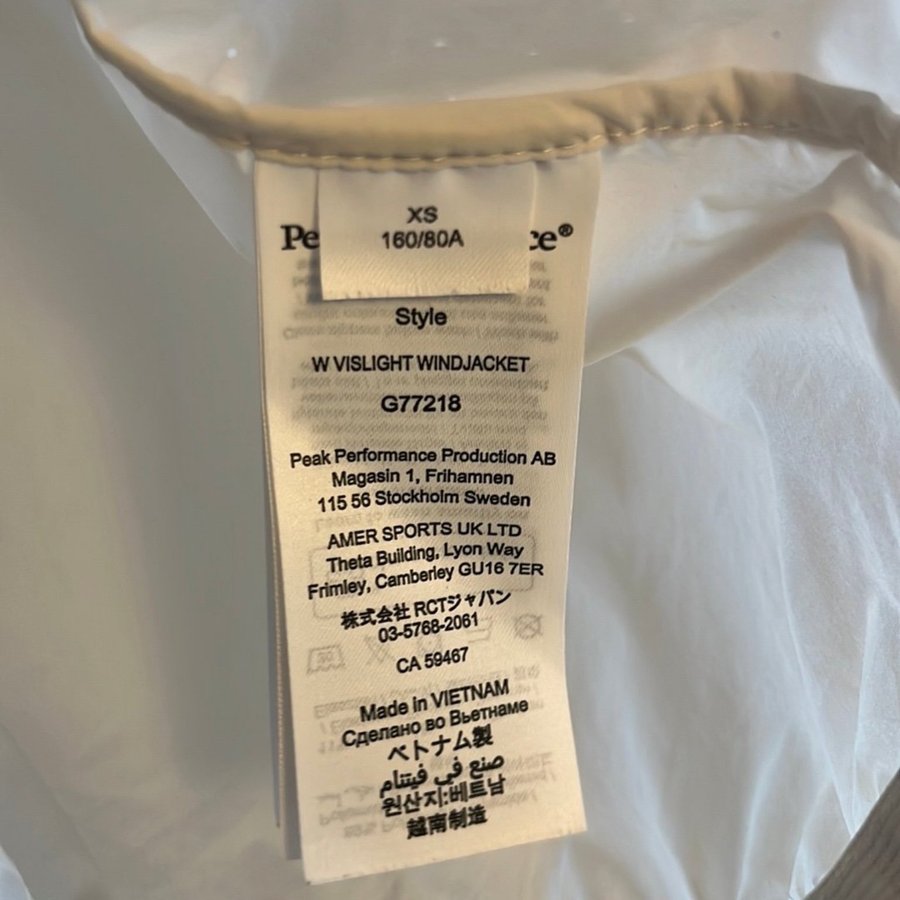 XS
160/80A
Pe ce®
Style
W VISLIGHT WINDJACKET
G77218
Peak Performance Production AB
Magasin 1, Frihamnen
115 56 Stockholm Sweden
AMER SPORTS UK LTD
Theta Building, Lyon Way
Frimley, Camberley GU16 7ER
株式会社 RCTジャパン
03-5768-2061
CA 59467
Made in VIETNAM
Сделано во Вьетнаме
ベトナム製
صنع في فيتنام
원산지:베트남
越南制造